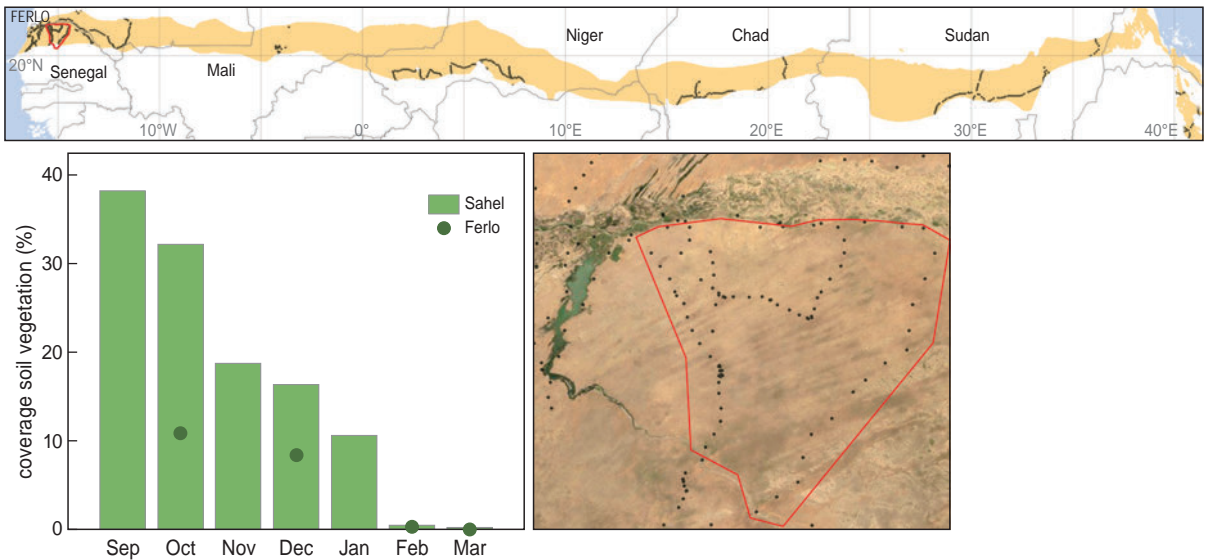 FERLO
Niger
Chad
Sudan
20°N
Senegal
Mali
10°W
0°
10°E
20°E
30°E
40°E
coverage soil vegetation (%)
40
30
20
10
0
Sahel
Ferlo
Sep Oct Nov Dec Jan Feb Mar